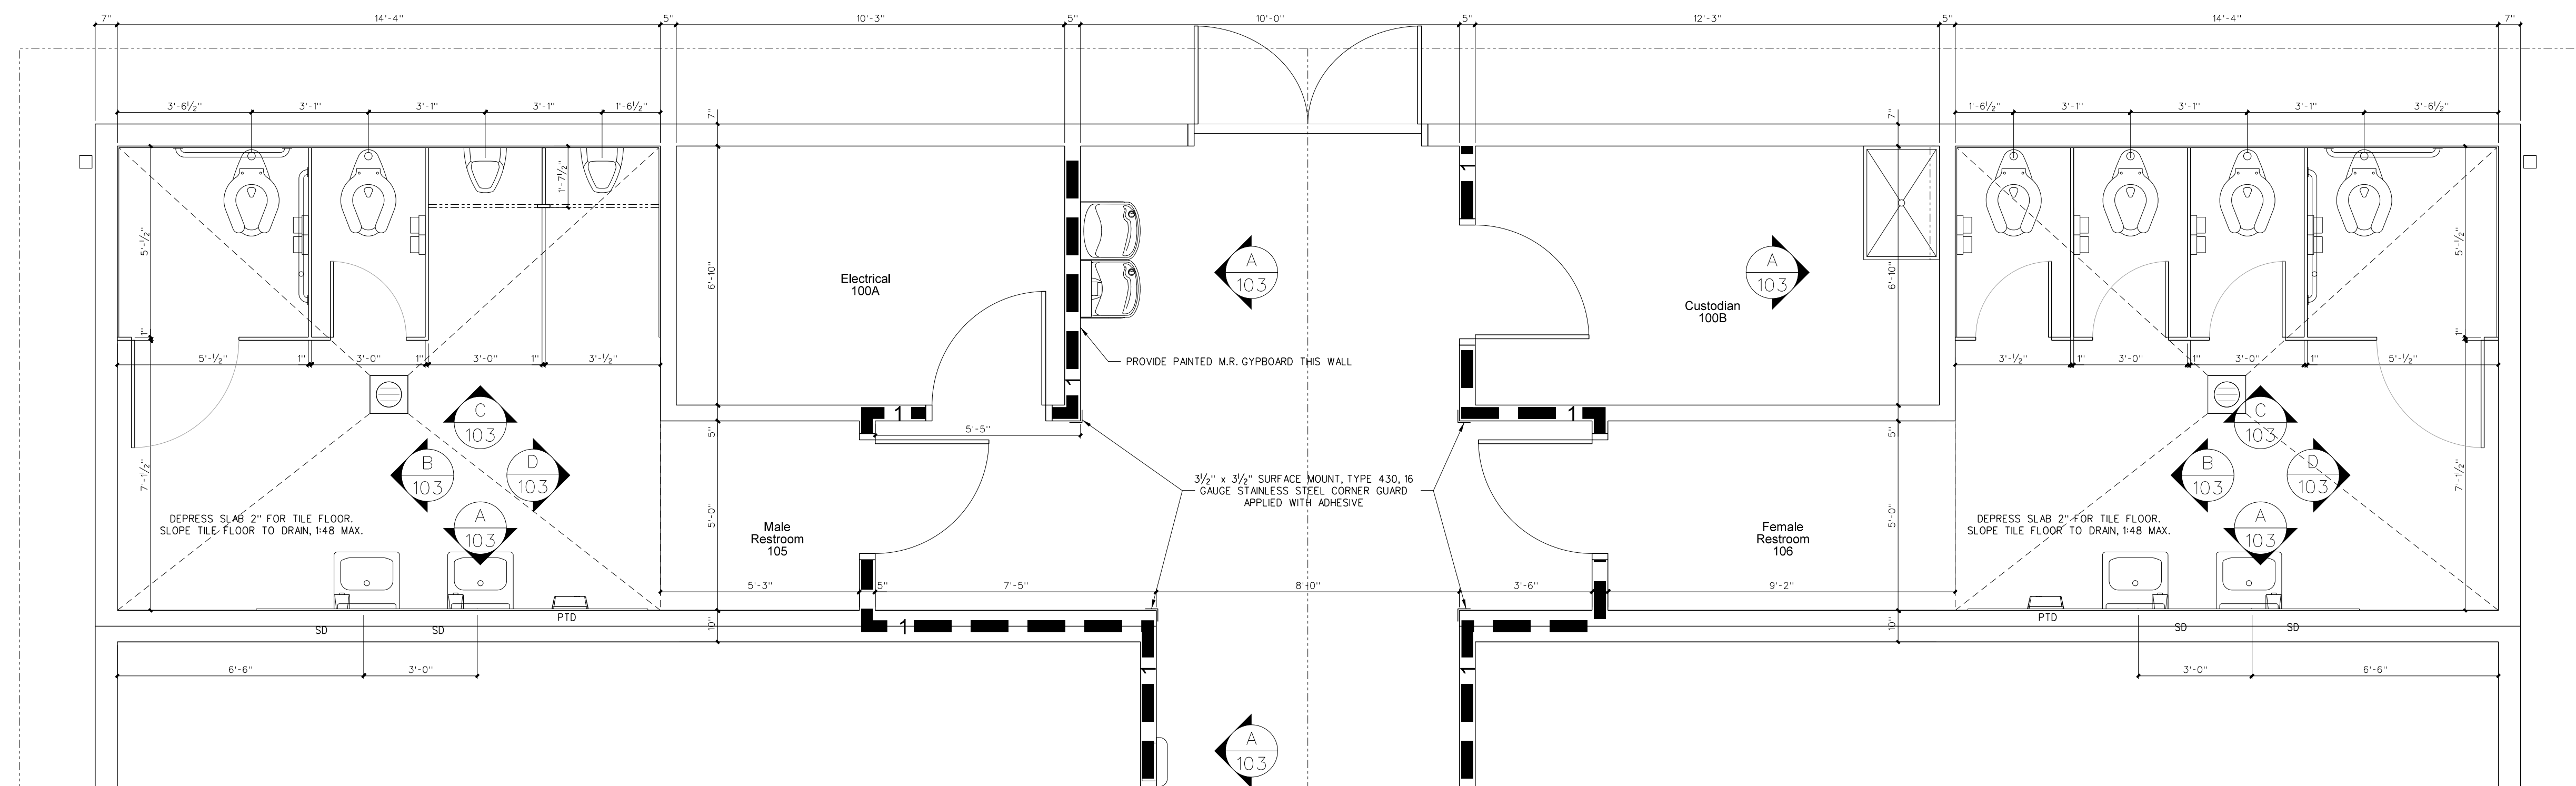 7" 14'-4" 5" 10'-3" 5" 10'-0" 5" 12'-3" 5" 14'-4" 7"
3'-6½" 3'-1" 3'-1" 3'-1" 1'-6½" 7" 7" 1'-6½" 3'-1" 3'-1" 3'-1" 3'-6½"
1'-7½"
1
5'-½" 6'-10" 6'-10" 5'-½"
A
103
A
103
Electrical
100A
Custodian
100B
1" 1"
5'-½" 1" 3'-0" 1" 3'-0" 1" 3'-½"
PROVIDE PAINTED M.R. GYPBOARD THIS WALL
3'-½" 1" 3'-0" 1" 3'-0" 1" 5'-½"
1
1
1
5" 5'-5" 5"
C
103
B
103
D
103
A
103
C
103
B
103
D
103
A
103
7'-1½" 5'-0" 5'-0" 7'-1½"
3½" x 3½" SURFACE MOUNT, TYPE 430, 16
GAUGE STAINLESS STEEL CORNER GUARD
APPLIED WITH ADHESIVE
DEPRESS SLAB 2" FOR TILE FLOOR.
SLOPE TILE FLOOR TO DRAIN, 1:48 MAX.
Male
Restroom
105
Female
Restroom
106
DEPRESS SLAB 2" FOR TILE FLOOR.
SLOPE TILE FLOOR TO DRAIN, 1:48 MAX.
5'-3" 5" 7'-5" 8'-0" 3'-6" 9'-2"
PTD PTD
SD SD 10" 1 10" SD SD
6'-6" 3'-0" 1 1 3'-0" 6'-6"
A
103